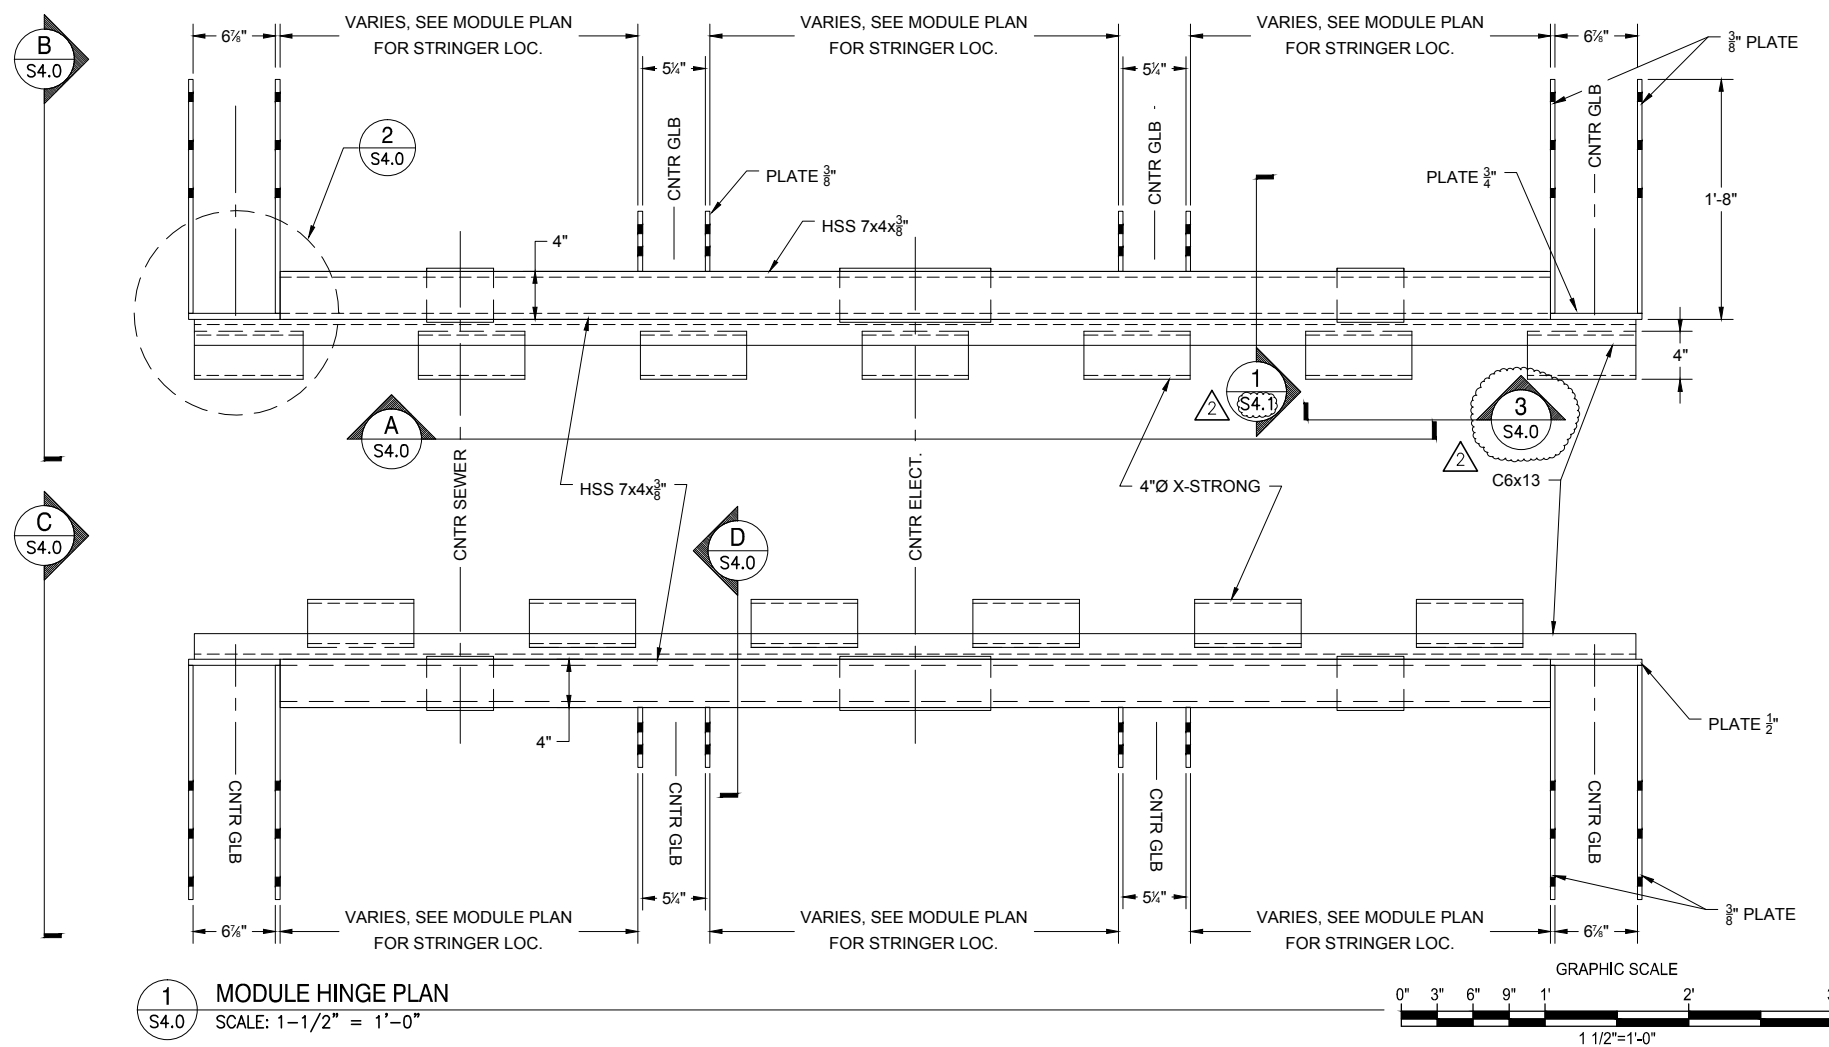 VARIES, SEE MODULE PLAN
FOR STRINGER LOC.
VARIES, SEE MODULE PLAN
FOR STRINGER LOC.
VARIES, SEE MODULE PLAN
FOR STRINGER LOC.
B
S4.0
6⅞"
5¼"
5¼"
6⅞"
3/8" PLATE
2
S4.0
CNTR GLB
CNTR GLB
CNTR GLB
PLATE 3/8"
PLATE 3/4"
1'-8"
HSS 7x4x3/8"
4"
4"
1
S4.1
2
3
S4.0
2
A
S4.0
C6x13
CNTR SEWER
HSS 7x4x3/8"
CNTR ELECT.
4"Ø X-STRONG
C
S4.0
D
S4.0
4"
PLATE 1/2"
CNTR GLB
CNTR GLB
CNTR GLB
CNTR GLB
3/8" PLATE
6⅞"
5¼"
5¼"
6⅞"
VARIES, SEE MODULE PLAN
FOR STRINGER LOC.
VARIES, SEE MODULE PLAN
FOR STRINGER LOC.
VARIES, SEE MODULE PLAN
FOR STRINGER LOC.
1
S4.0
MODULE HINGE PLAN
SCALE: 1-1/2" = 1'-0"
GRAPHIC SCALE
0" 3" 6" 9" 1' 2' 3
1 1/2"=1'-0"